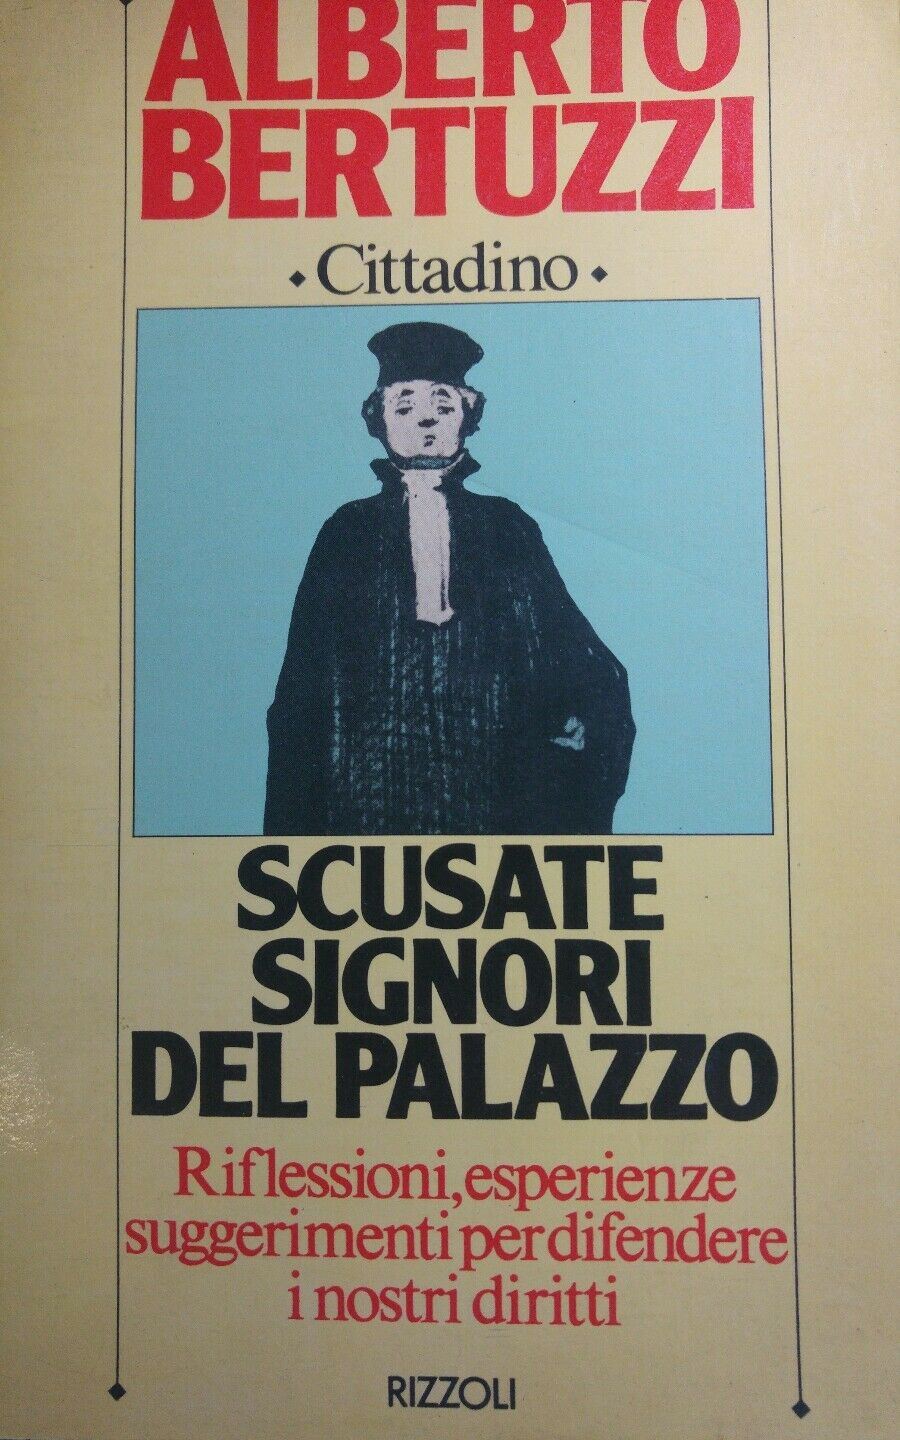 ALBERTO
BERTUZZI
Cittadino
SCUSATE
SIGNORI
DEL PALAZZO
Riflessioni, esperienze
suggerimenti per difendere
i nostri diritti
RIZZOLI